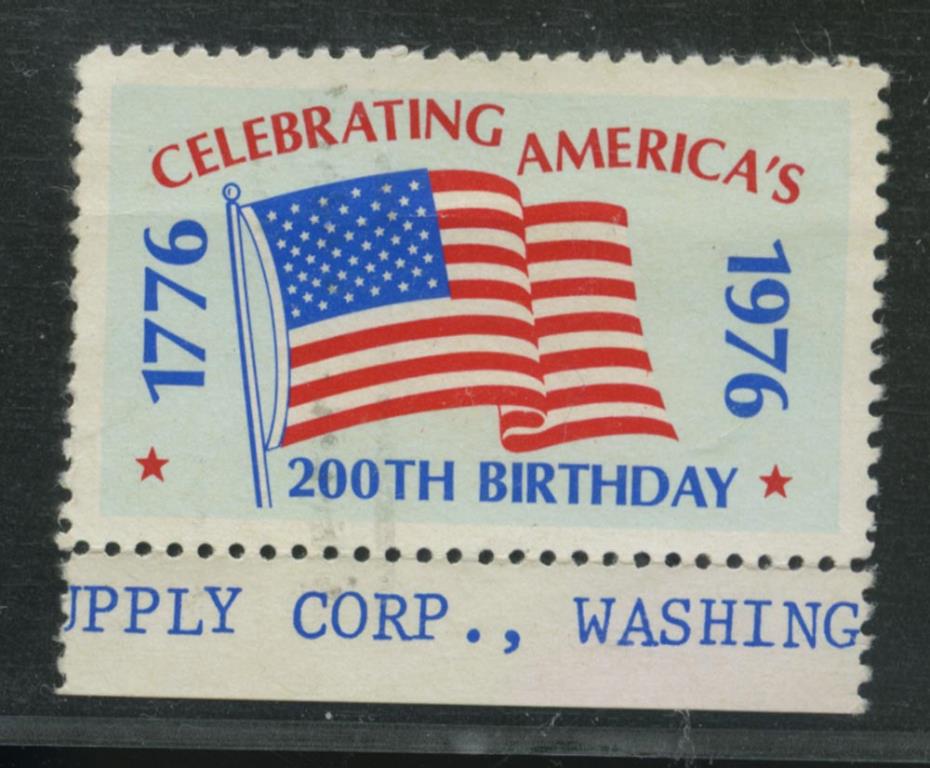 CELEBRATING AMERICA'S
1776
1976
200TH BIRTHDAY
UPPLY CORP., WASHING